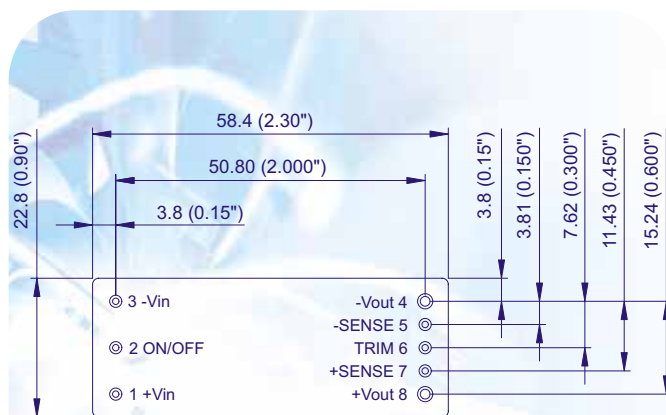 58.4 (2.30")
50.80 (2.000")
3.8 (0.15")
22.8 (0.90")
3.8 (0.15")
3.81 (0.150")
7.62 (0.300")
11.43 (0.450")
15.24 (0.600")
3 -Vin
-Vout 4
-SENSE 5
2 ON/OFF
TRIM 6
+SENSE 7
1 +Vin
+Vout 8